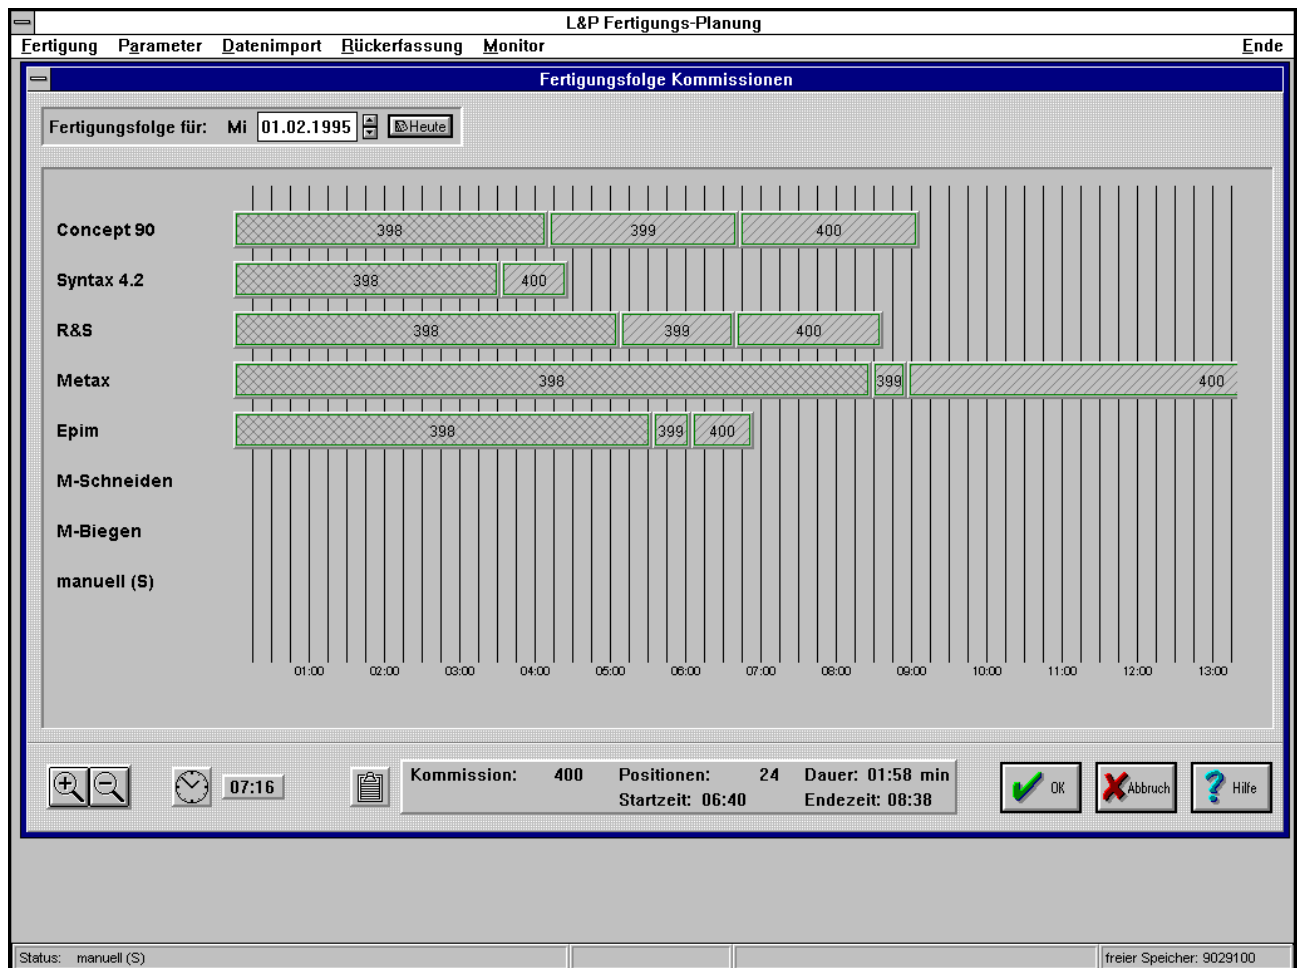 L&P Fertigungs-Planung
Fertigung Parameter Datenimport Rückerfassung Monitor Ende
Fertigungsfolge Kommissionen
Fertigungsfolge für: Mi 01.02.1995 Heute
Concept 90 398 399 400
Syntax 4.2 398 400
R&S 398 399 400
Metax 398 399 400
Epim 398 399 400
M-Schneiden
M-Biegen
manuell (S)
01:00 02:00 03:00 04:00 05:00 06:00 07:00 08:00 09:00 10:00 11:00 12:00 13:00
07:16 Kommission: 400 Positionen: 24 Dauer: 01:58 min
Startzeit: 06:40 Endezeit: 08:38
OK Abbruch Hilfe
Status: manuell (S) freier Speicher: 9029100